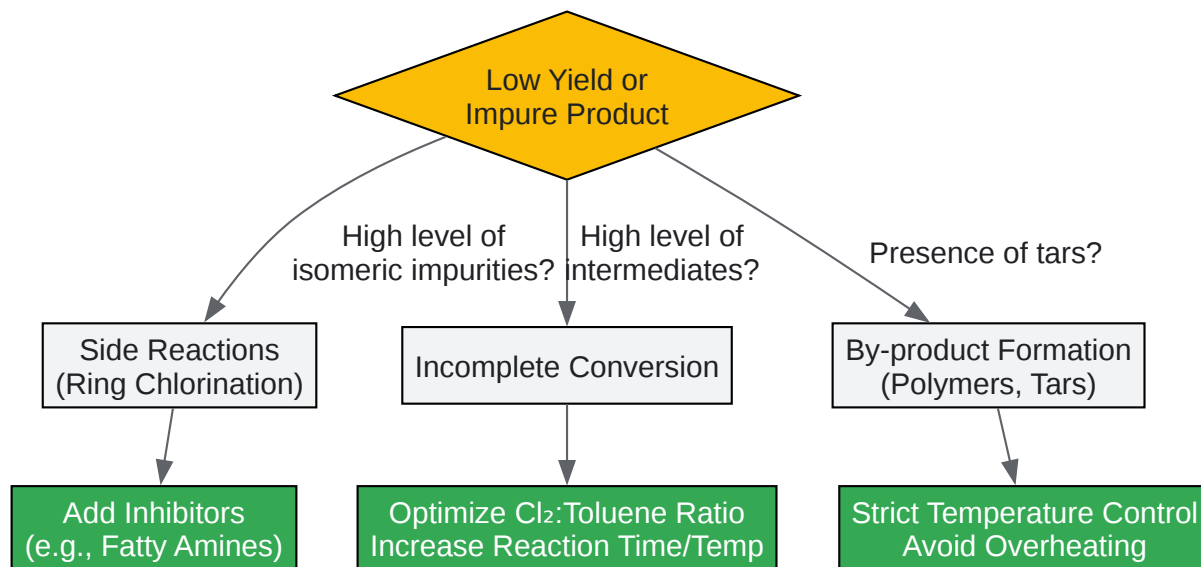 Low Yield or
Impure Product
High level of
isomeric impurities?
High level of
intermediates?
Presence of tars?
Side Reactions
(Ring Chlorination)
Incomplete Conversion
By-product Formation
(Polymers, Tars)
Add Inhibitors
(e.g., Fatty Amines)
Optimize Cl₂:Toluene Ratio
Increase Reaction Time/Temp
Strict Temperature Control
Avoid Overheating